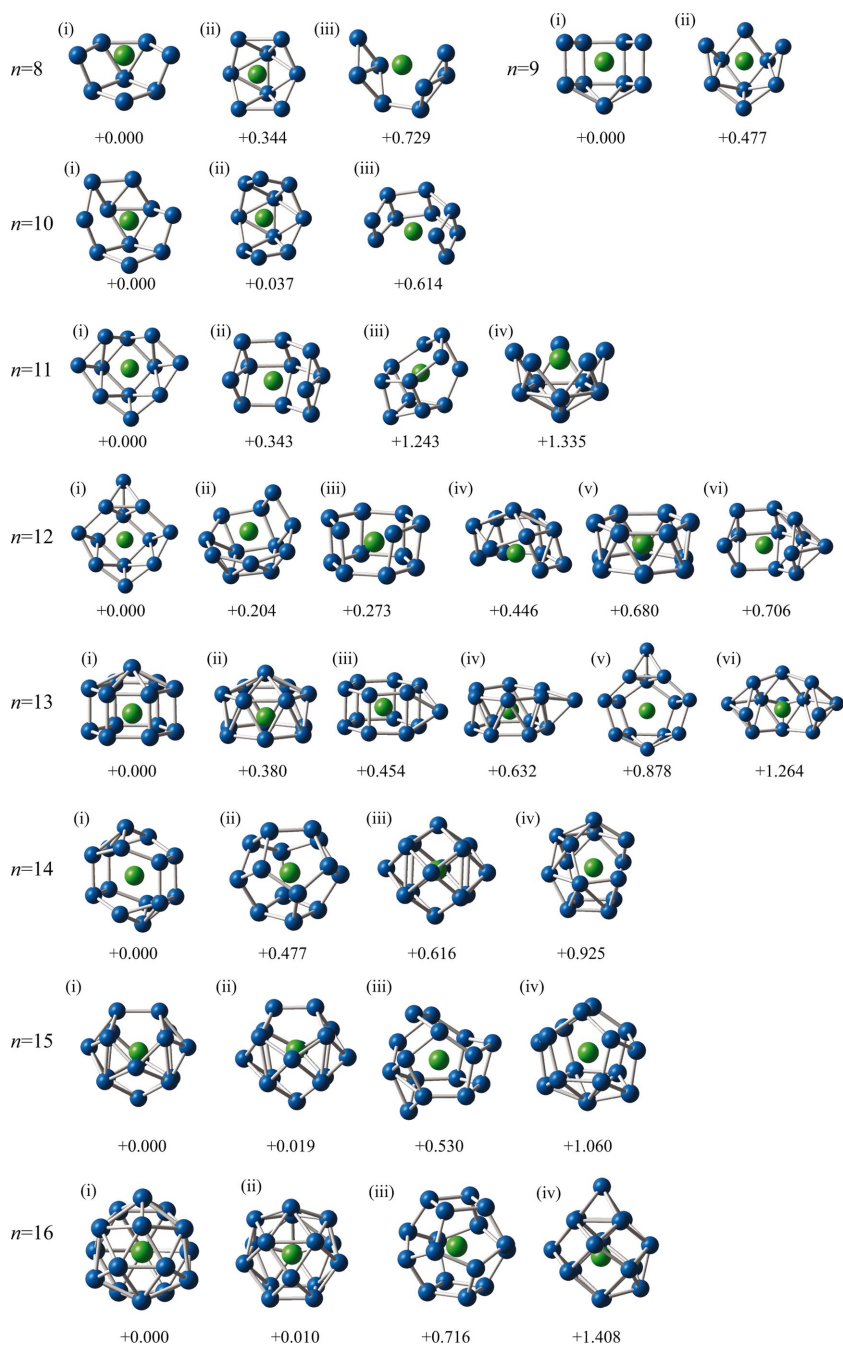 (i) (ii) (iii) (i) (ii)
n=8 n=9
+0.000 +0.344 +0.729 +0.000 +0.477
(i) (ii) (iii)
n=10
+0.000 +0.037 +0.614
(i) (ii) (iii) (iv)
n=11
+0.000 +0.343 +1.243 +1.335
(i) (ii) (iii) (iv) (v) (vi)
n=12
+0.000 +0.204 +0.273 +0.446 +0.680 +0.706
(i) (ii) (iii) (iv) (v) (vi)
n=13
+0.000 +0.380 +0.454 +0.632 +0.878 +1.264
(i) (ii) (iii) (iv)
n=14
+0.000 +0.477 +0.616 +0.925
(i) (ii) (iii) (iv)
n=15
+0.000 +0.019 +0.530 +1.060
(i) (ii) (iii) (iv)
n=16
+0.000 +0.010 +0.716 +1.408